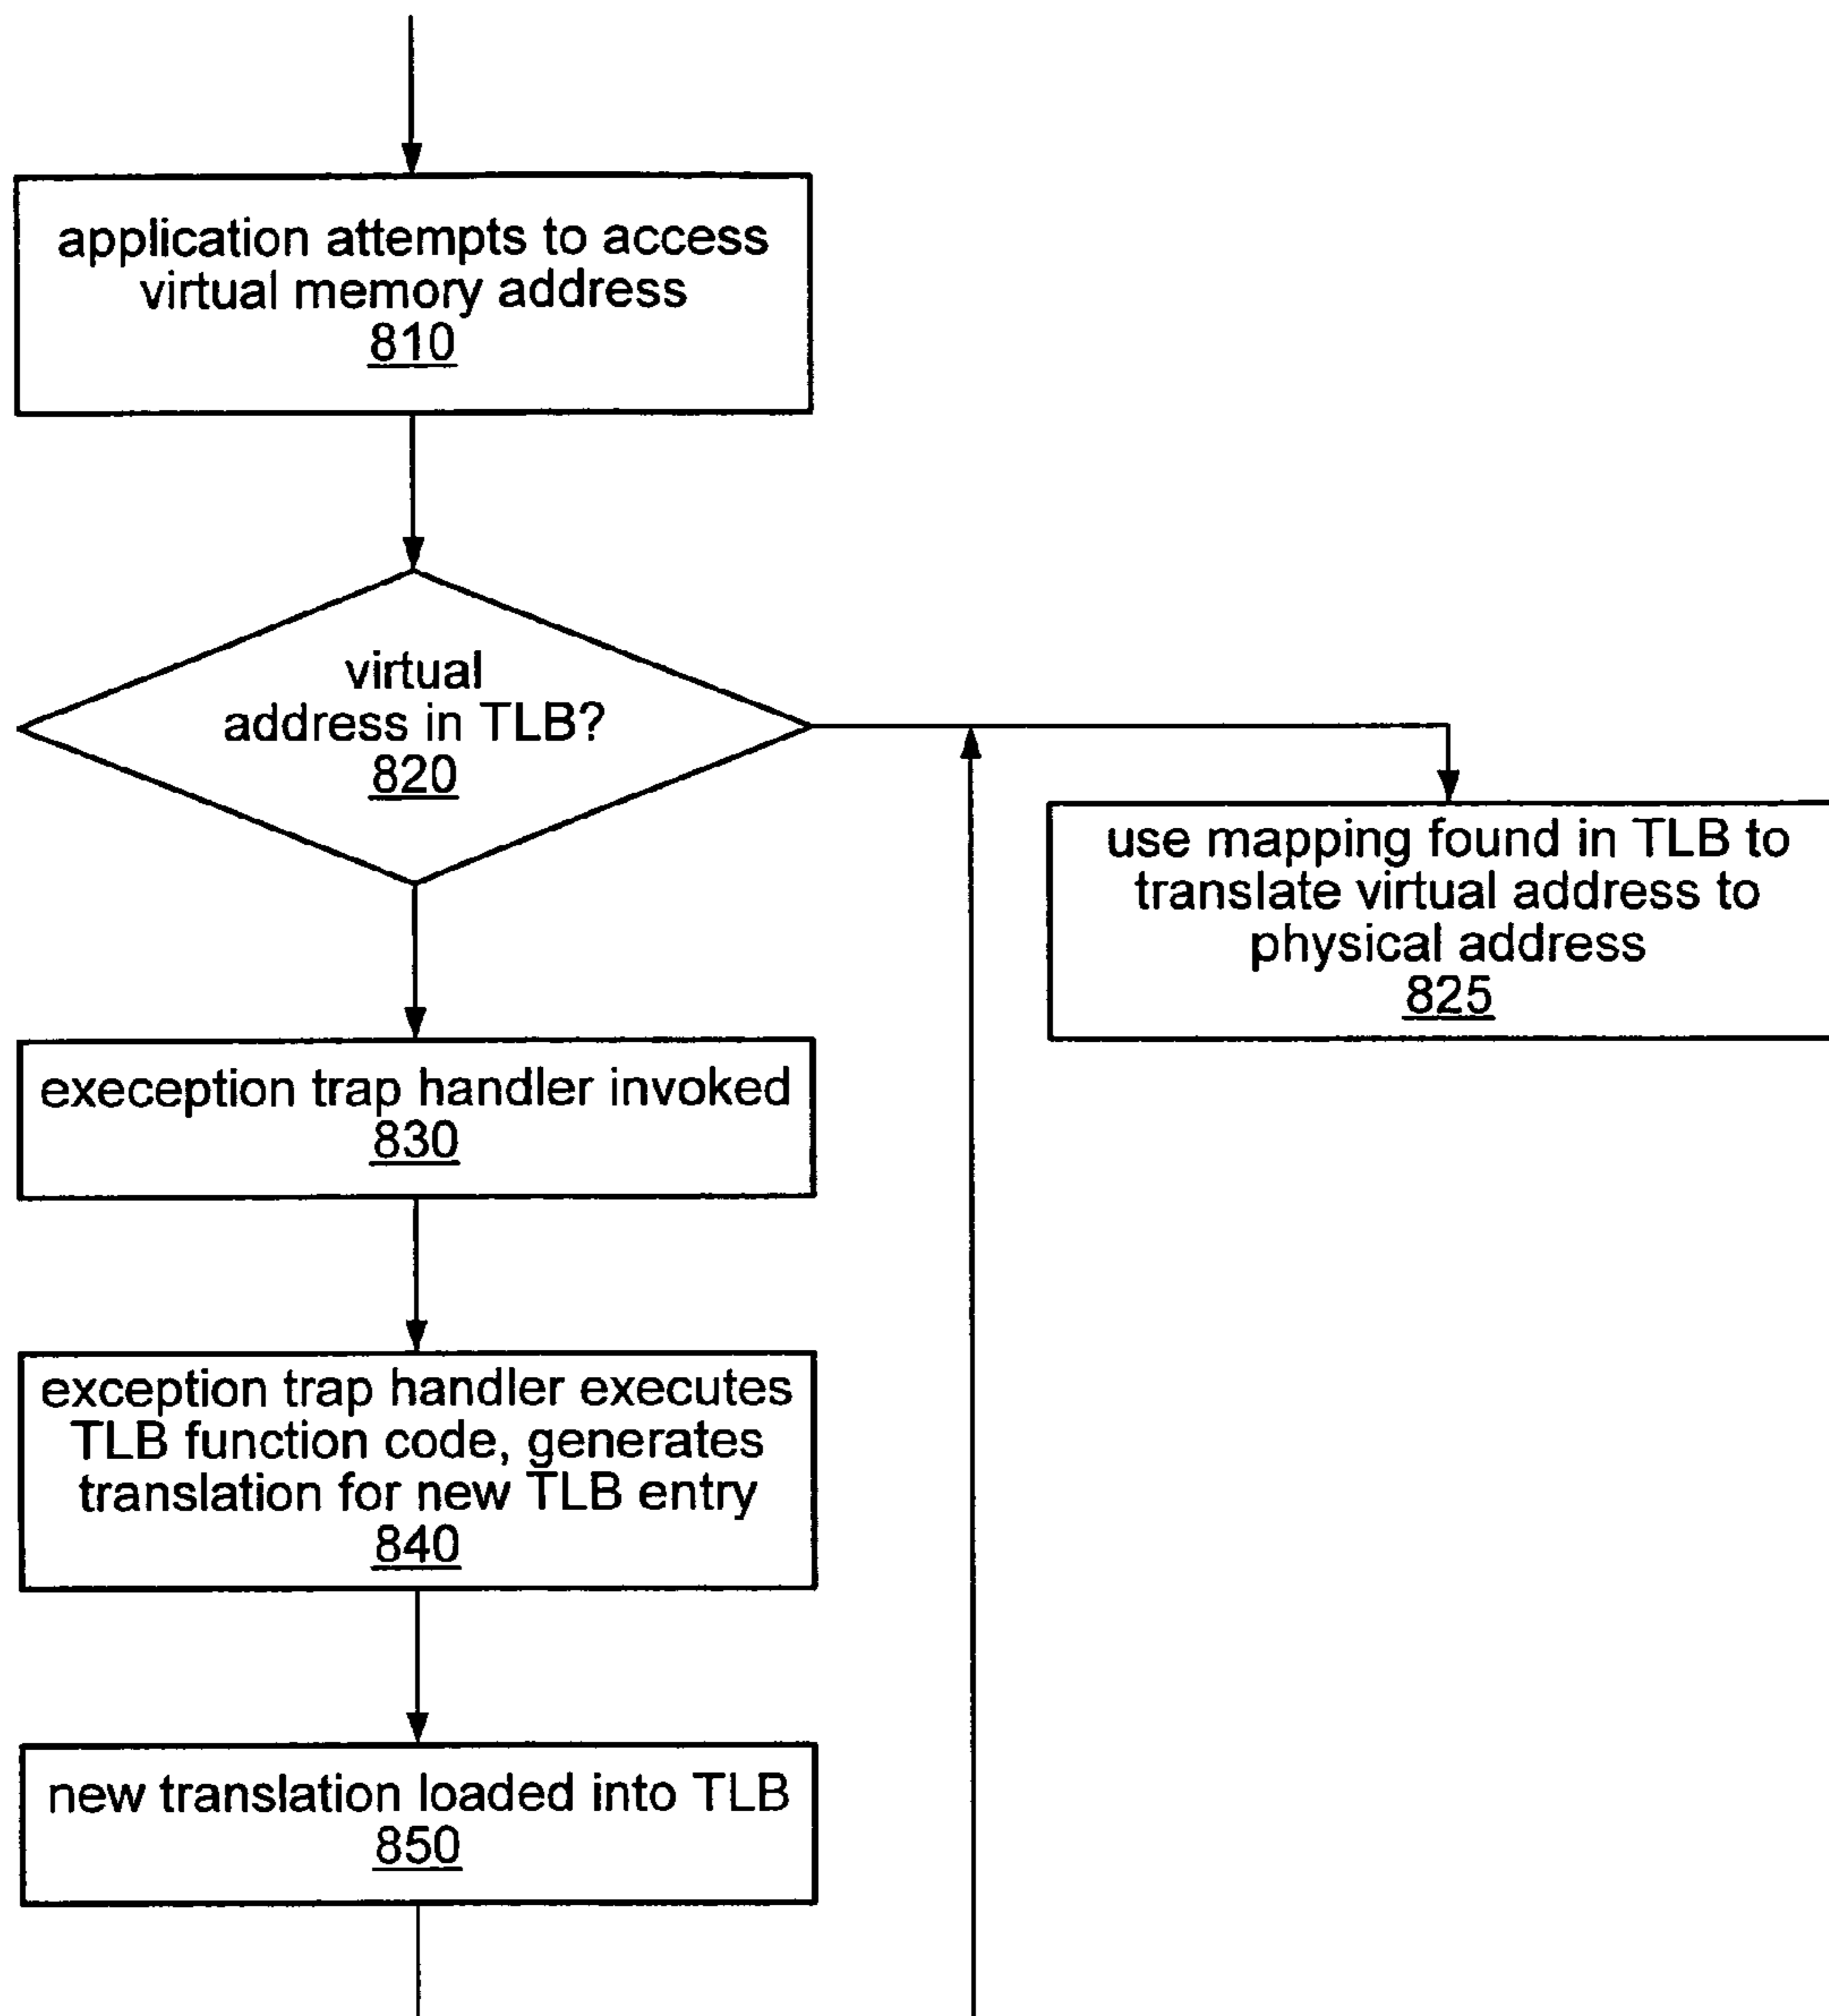 application attempts to access
virtual memory address
810
virtual
address in TLB?
820
use mapping found in TLB to
translate virtual address to
physical address
825
exeception trap handler invoked
830
exception trap handler executes
TLB function code, generates
translation for new TLB entry
840
new translation loaded into TLB
850